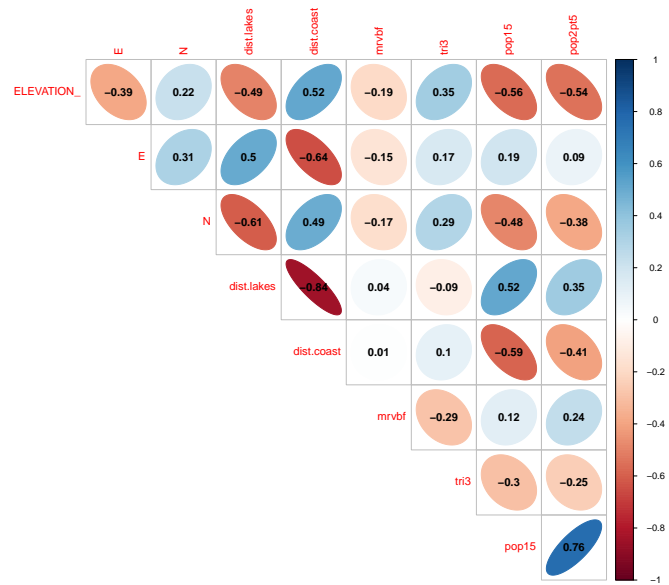 E N dist.lakes dist.coast mrvbf tri3 pop15 pop2pt5
ELEVATION_ −0.39 0.22 −0.49 0.52 −0.19 0.35 −0.56 −0.54
E 0.31 0.5 −0.64 −0.15 0.17 0.19 0.09
N −0.61 0.49 −0.17 0.29 −0.48 −0.38
dist.lakes −0.84 0.04 −0.09 0.52 0.35
dist.coast 0.01 0.1 −0.59 −0.41
mrvbf −0.29 0.12 0.24
tri3 −0.3 −0.25
pop15 0.76
1
0.8
0.6
0.4
0.2
0
−0.2
−0.4
−0.6
−0.8
−1